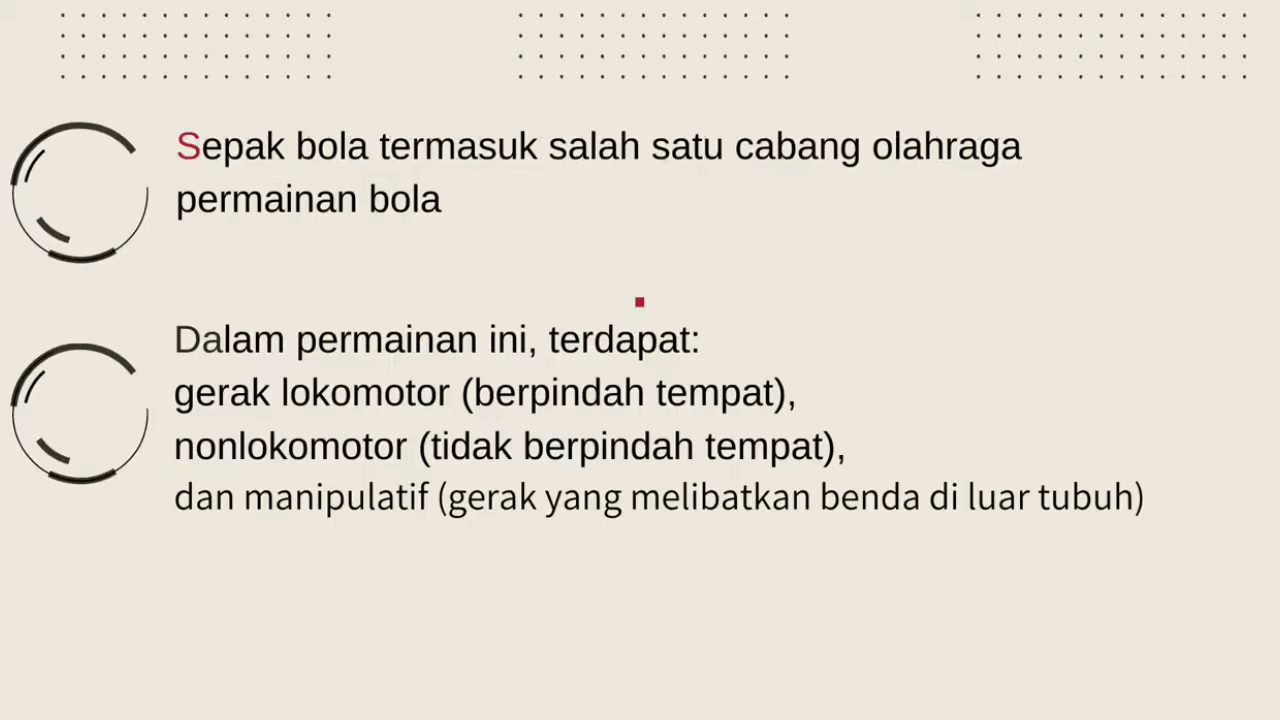 Sepak bola termasuk salah satu cabang olahraga
permainan bola
Dalam permainan ini, terdapat:
gerak lokomotor (berpindah tempat),
nonlokomotor (tidak berpindah tempat),
dan manipulatif (gerak yang melibatkan benda di luar tubuh)